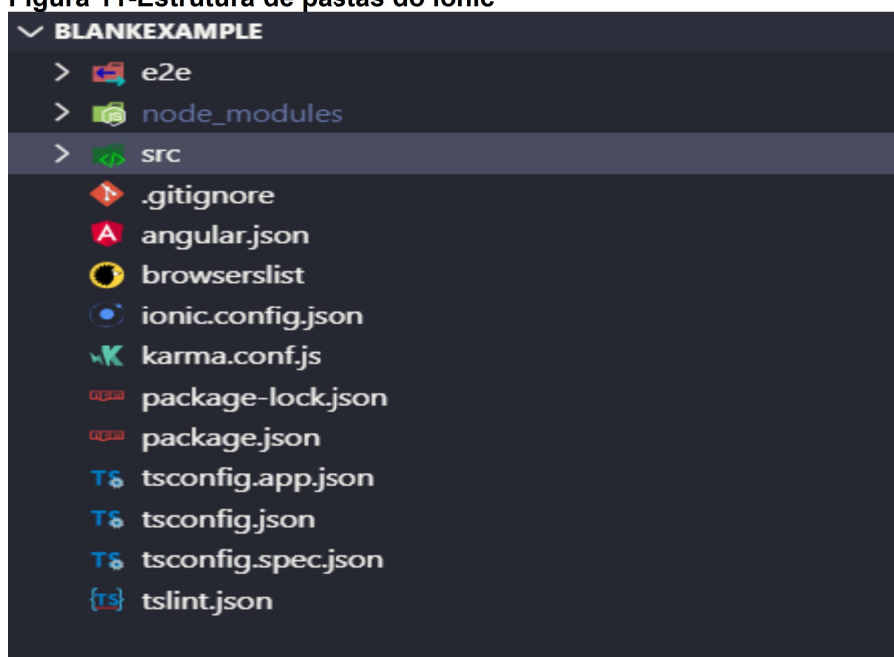 Figura 11-Estrutura de pastas do Ionic
BLANKEXAMPLE
e2e
node_modules
src
.gitignore
angular.json
browserslist
ionic.config.json
karma.conf.js
package-lock.json
package.json
tsconfig.app.json
tsconfig.json
tsconfig.spec.json
tslint.json